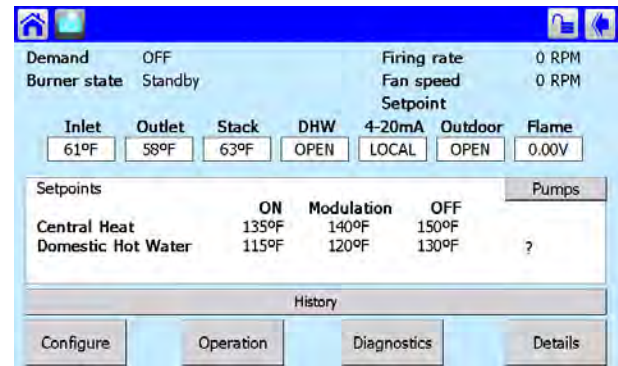 Demand OFF Firing rate 0 RPM
Burner state Standby Fan speed 0 RPM
Setpoint
Inlet Outlet Stack DHW 4-20mA Outdoor Flame
61ºF 58ºF 63ºF OPEN LOCAL OPEN 0.00V
Setpoints Pumps
ON Modulation OFF
Central Heat 135ºF 140ºF 150ºF
Domestic Hot Water 115ºF 120ºF 130ºF ?
History
Configure Operation Diagnostics Details